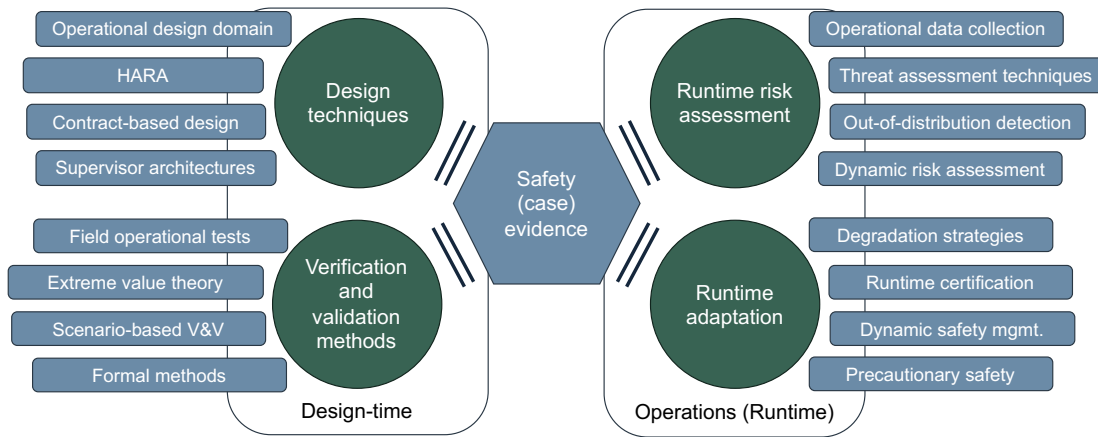 Operational design domain
HARA
Contract-based design
Supervisor architectures
Design
techniques
Field operational tests
Extreme value theory
Scenario-based V&V
Formal methods
Verification
and
validation
methods
Design-time
Safety
(case)
evidence
Runtime risk
assessment
Operational data collection
Threat assessment techniques
Out-of-distribution detection
Dynamic risk assessment
Runtime
adaptation
Degradation strategies
Runtime certification
Dynamic safety mgmt.
Precautionary safety
Operations (Runtime)